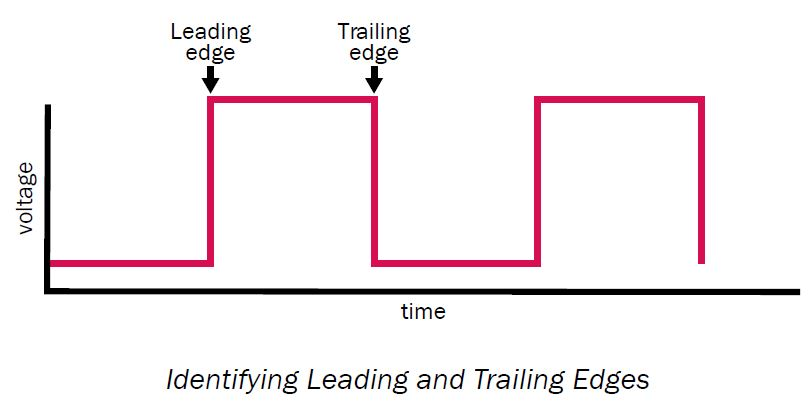 Leading
edge
Trailing
edge
voltage
time
Identifying Leading and Trailing Edges